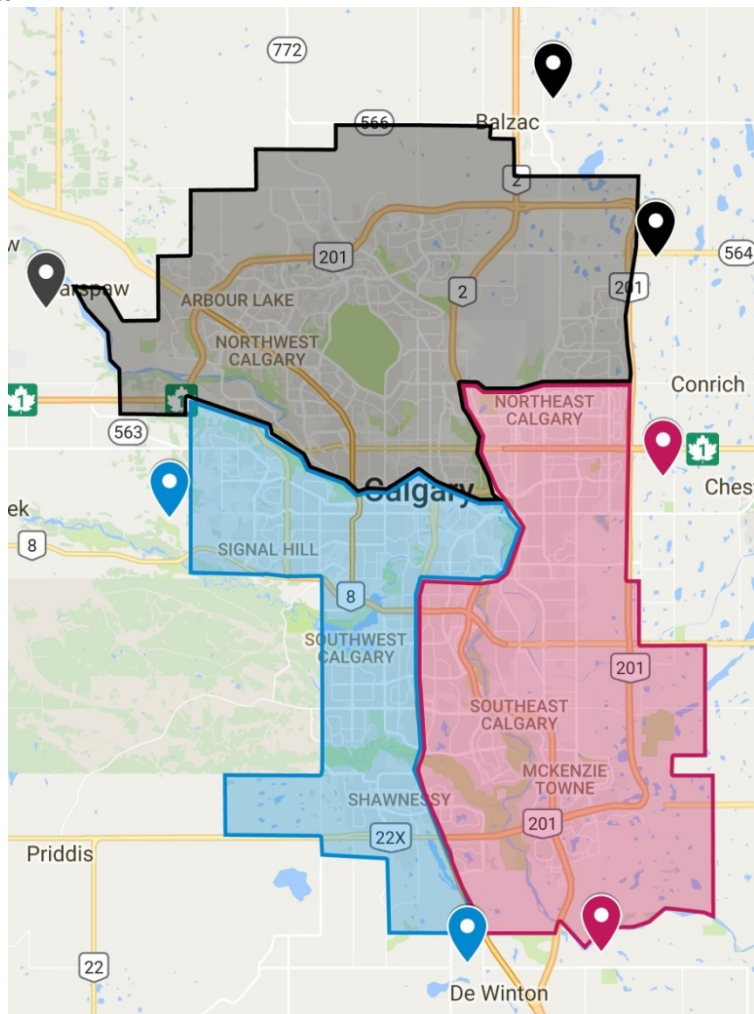 772
566
Balzac
2
564
201
201
2
w
arspaw
ARBOUR LAKE
NORTHWEST
CALGARY
1
1
563
NORTHEAST
CALGARY
Conrich
1
Calgary
Ches
ek
8
SIGNAL HILL
8
SOUTHWEST
CALGARY
201
SOUTHEAST
CALGARY
MCKENZIE
TOWNE
SHAWNESSY
201
22X
Priddis
22
De Winton